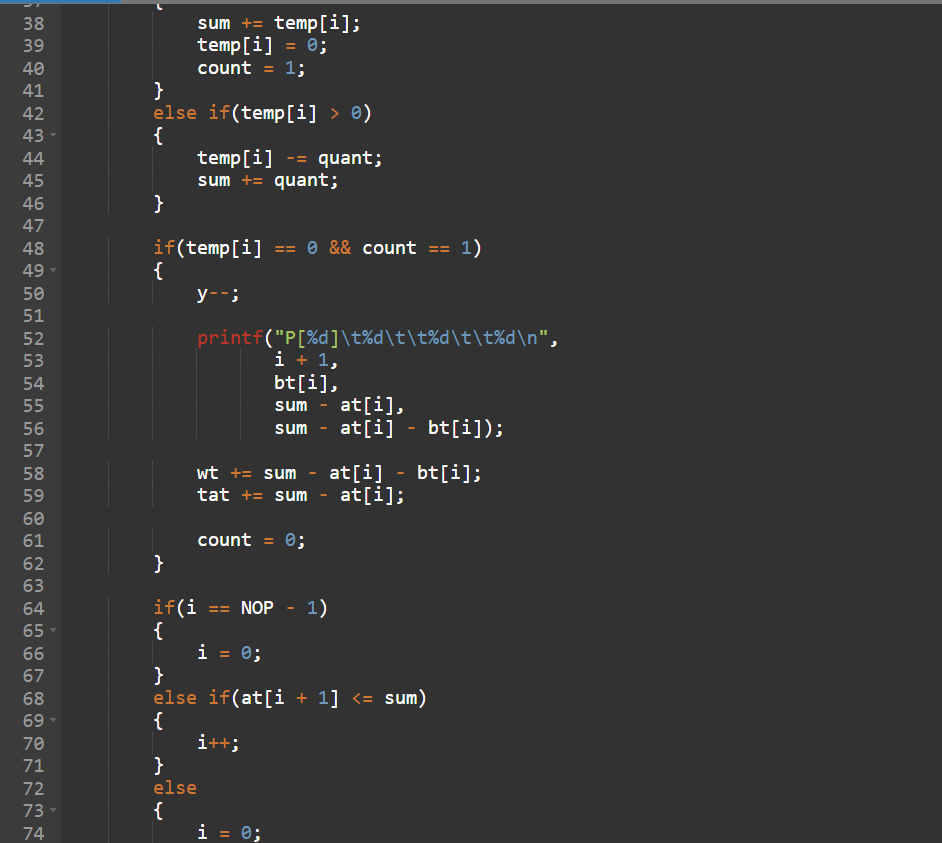 37 {
38 sum += temp[i];
39 temp[i] = 0;
40 count = 1;
41 }
42 else if(temp[i] > 0)
43 {
44 temp[i] -= quant;
45 sum += quant;
46 }
47
48 if(temp[i] == 0 && count == 1)
49 {
50 y--;
51
52 printf("P[%d]\t%d\t\t%d\t\t%d\n",
53 i + 1,
54 bt[i],
55 sum - at[i],
56 sum - at[i] - bt[i]);
57
58 wt += sum - at[i] - bt[i];
59 tat += sum - at[i];
60
61 count = 0;
62 }
63
64 if(i == NOP - 1)
65 {
66 i = 0;
67 }
68 else if(at[i + 1] <= sum)
69 {
70 i++;
71 }
72 else
73 {
74 i = 0;